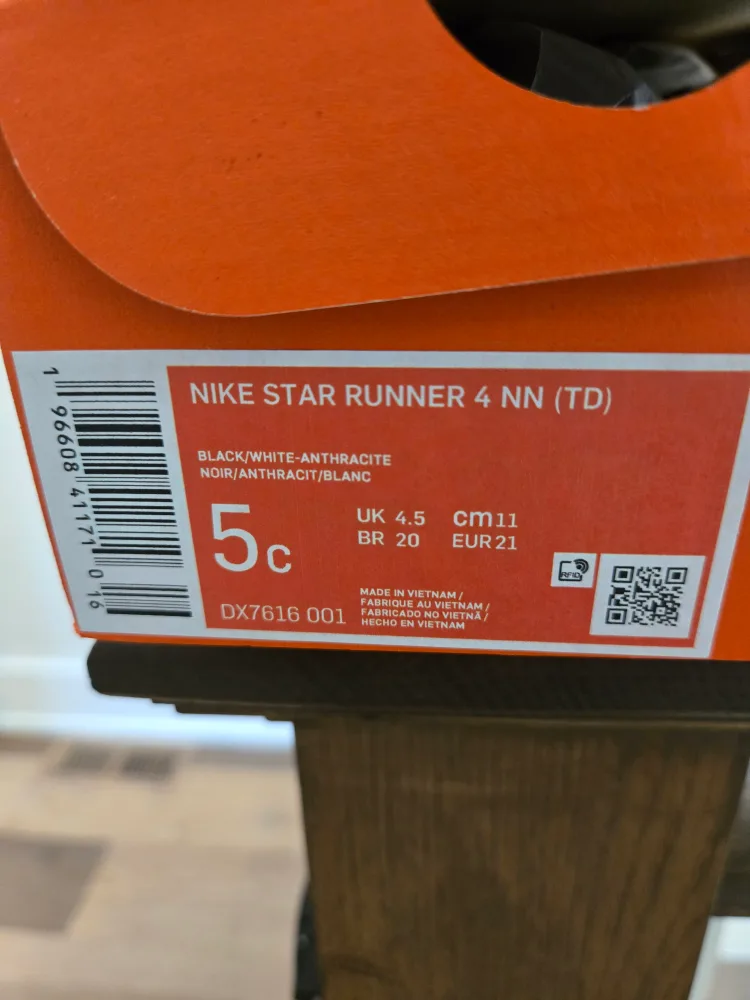 NIKE STAR RUNNER 4 NN (TD)
BLACK/WHITE-ANTHRACITE
NOIR/ANTHRACIT/BLANC
5c
UK 4.5 cm 11
BR 20 EUR 21
DX7616 001
MADE IN VIETNAM /
FABRIQUE AU VIETNAM /
FABRICADO NO VIETNÃ /
HECHO EN VIETNAM
RFID
1 96608 41171 0 16